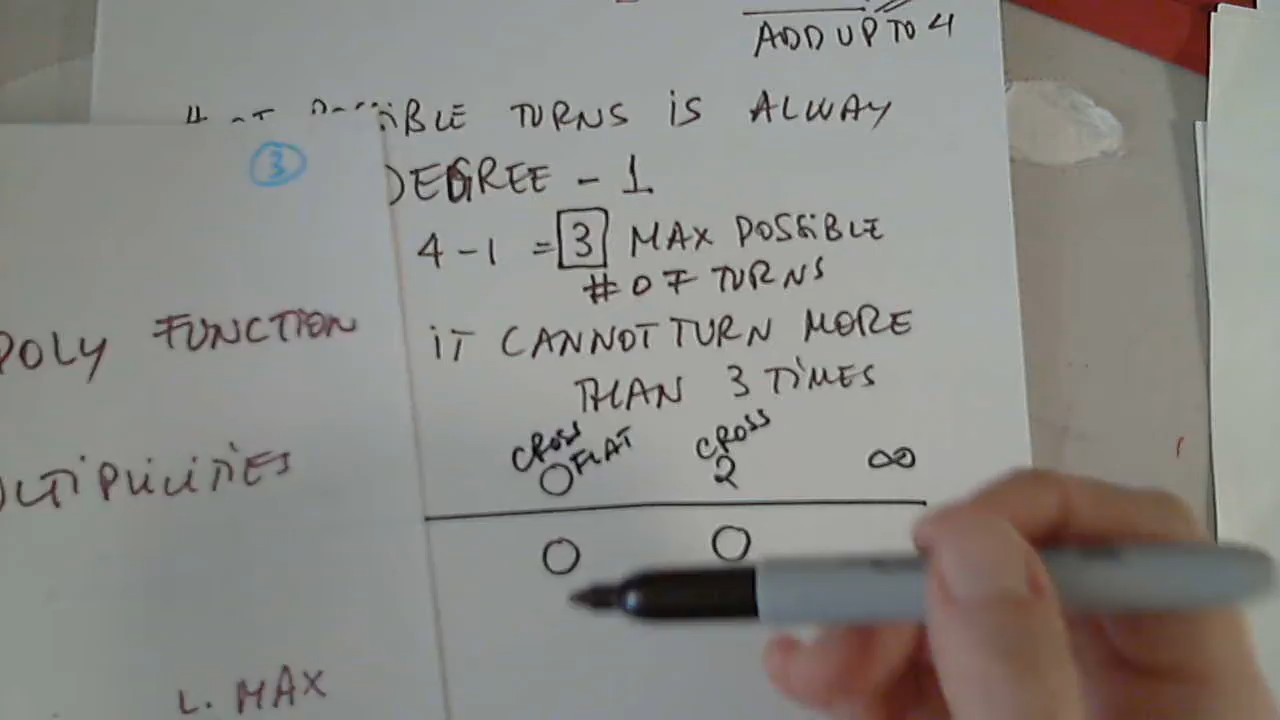 ADD UP TO 4
TURNS IS ALWAY
DEGREE - 1
4 - 1 = 3 MAX POSSIBLE
# OF TURNS
IT CANNOT TURN MORE
THAN 3 TIMES
CROSS FLAT CROSS
0 2 ∞
0 0
3
POLY FUNCTION
LTIPLICITIES
L. MAX